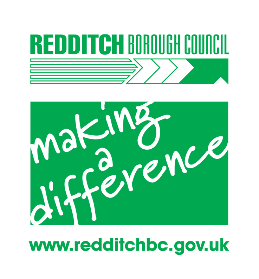 REDDITCH BOROUGH COUNCIL
making
a
difference
www.redditchbc.gov.uk